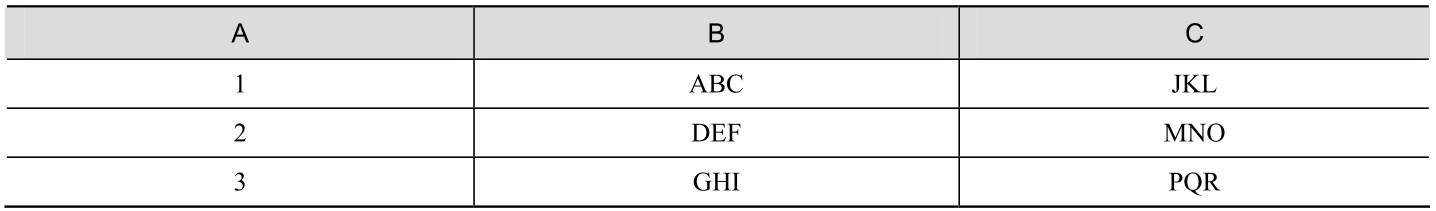 A B C
1 ABC JKL
2 DEF MNO
3 GHI PQR